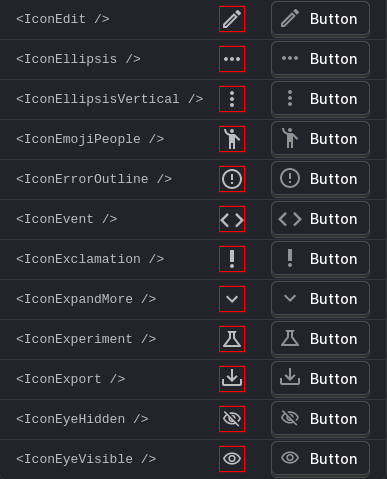 <IconEdit /> Button
<IconEllipsis /> Button
<IconEllipsisVertical /> Button
<IconEmojiPeople /> Button
<IconErrorOutline /> Button
<IconEvent /> Button
<IconExclamation /> Button
<IconExpandMore /> Button
<IconExperiment /> Button
<IconExport /> Button
<IconEyeHidden /> Button
<IconEyeVisible /> Button